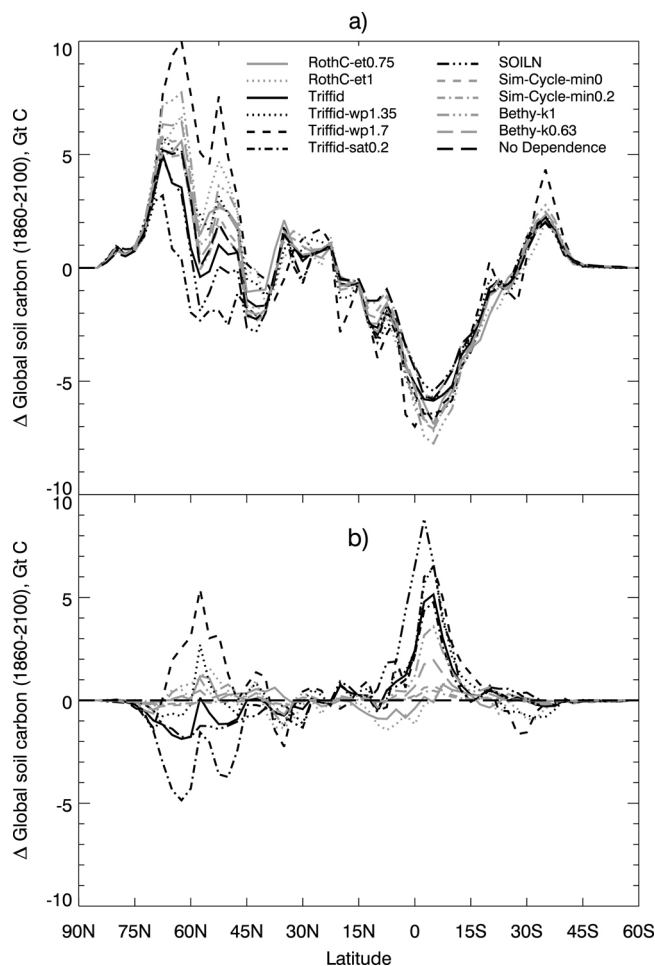 a)
10
5
0
-5
-10
Δ Global soil carbon (1860-2100), Gt C
RothC-et0.75
RothC-et1
Triffid
Triffid-wp1.35
Triffid-wp1.7
Triffid-sat0.2
SOILN
Sim-Cycle-min0
Sim-Cycle-min0.2
Bethy-k1
Bethy-k0.63
No Dependence
b)
10
5
0
-5
-10
Δ Global soil carbon (1860-2100), Gt C
90N 75N 60N 45N 30N 15N 0 15S 30S 45S 60S
Latitude